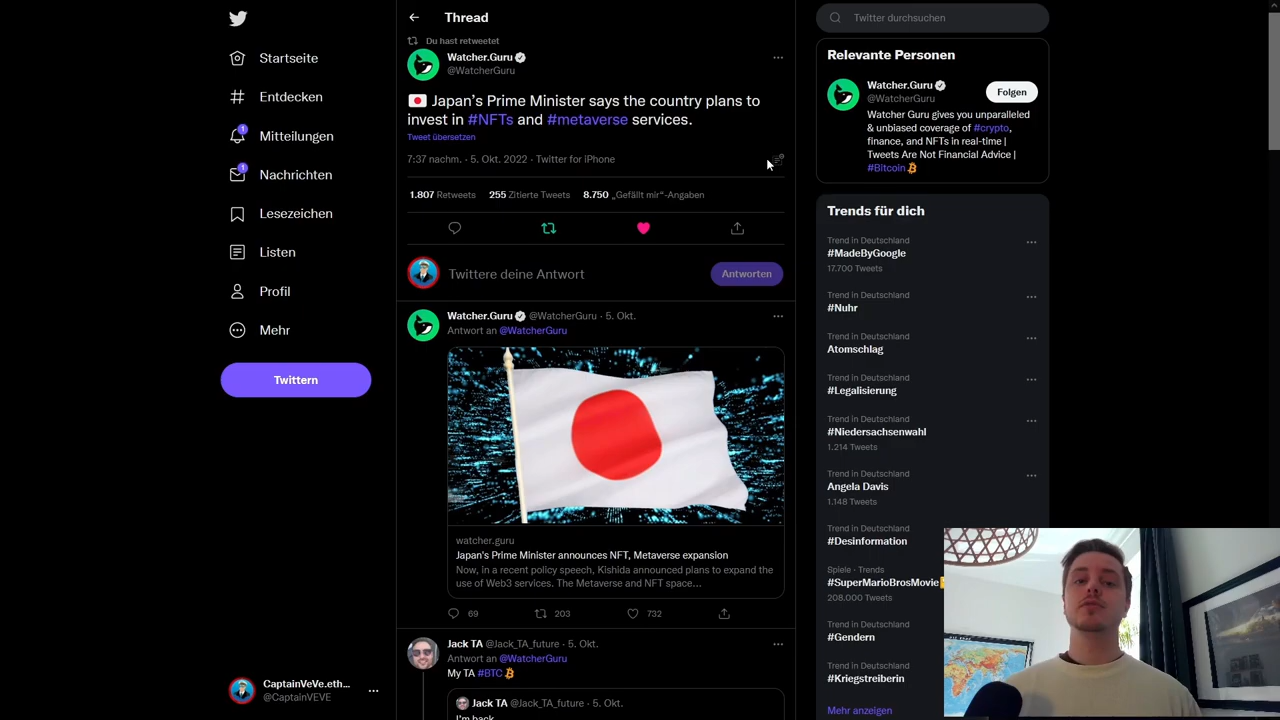 Startseite
Entdecken
1
Mitteilungen
1
Nachrichten
Lesezeichen
Listen
Profil
Mehr
Twittern
CaptainVeVe.eth...
@CaptainVEVE
Thread
Du hast retweetet
Watcher.Guru
@WatcherGuru
🇯🇵 Japan's Prime Minister says the country plans to
invest in #NFTs and #metaverse services.
Tweet übersetzen
7:37 nachm. · 5. Okt. 2022 · Twitter for iPhone
1.807 Retweets 255 Zitierte Tweets 8.750 „Gefällt mir“-Angaben
Twittere deine Antwort
Antworten
Watcher.Guru @WatcherGuru · 5. Okt.
Antwort an @WatcherGuru
watcher.guru
Japan's Prime Minister announces NFT, Metaverse expansion
Now, in a recent policy speech, Kishida announced plans to expand the
use of Web3 services. The Metaverse and NFT space...
69 203 732
Jack TA @Jack_TA_future · 5. Okt.
Antwort an @WatcherGuru
My TA #BTC
Jack TA @Jack_TA_future · 5. Okt.
I'm back
Twitter durchsuchen
Relevante Personen
Watcher.Guru
@WatcherGuru
Folgen
Watcher Guru gives you unparalleled
& unbiased coverage of #crypto,
finance, and NFTs in real-time |
Tweets Are Not Financial Advice |
#Bitcoin
Trends für dich
Trend in Deutschland
#MadeByGoogle
17.700 Tweets
Trend in Deutschland
#Nuhr
Trend in Deutschland
Atomschlag
Trend in Deutschland
#Legalisierung
Trend in Deutschland
#Niedersachsenwahl
1.214 Tweets
Trend in Deutschland
Angela Davis
1.148 Tweets
Trend in Deutschland
#Desinformation
Spiele · Trends
#SuperMarioBrosMovie
208.000 Tweets
Trend in Deutschland
#Gendern
Trend in Deutschland
#Kriegstreiberin
Mehr anzeigen